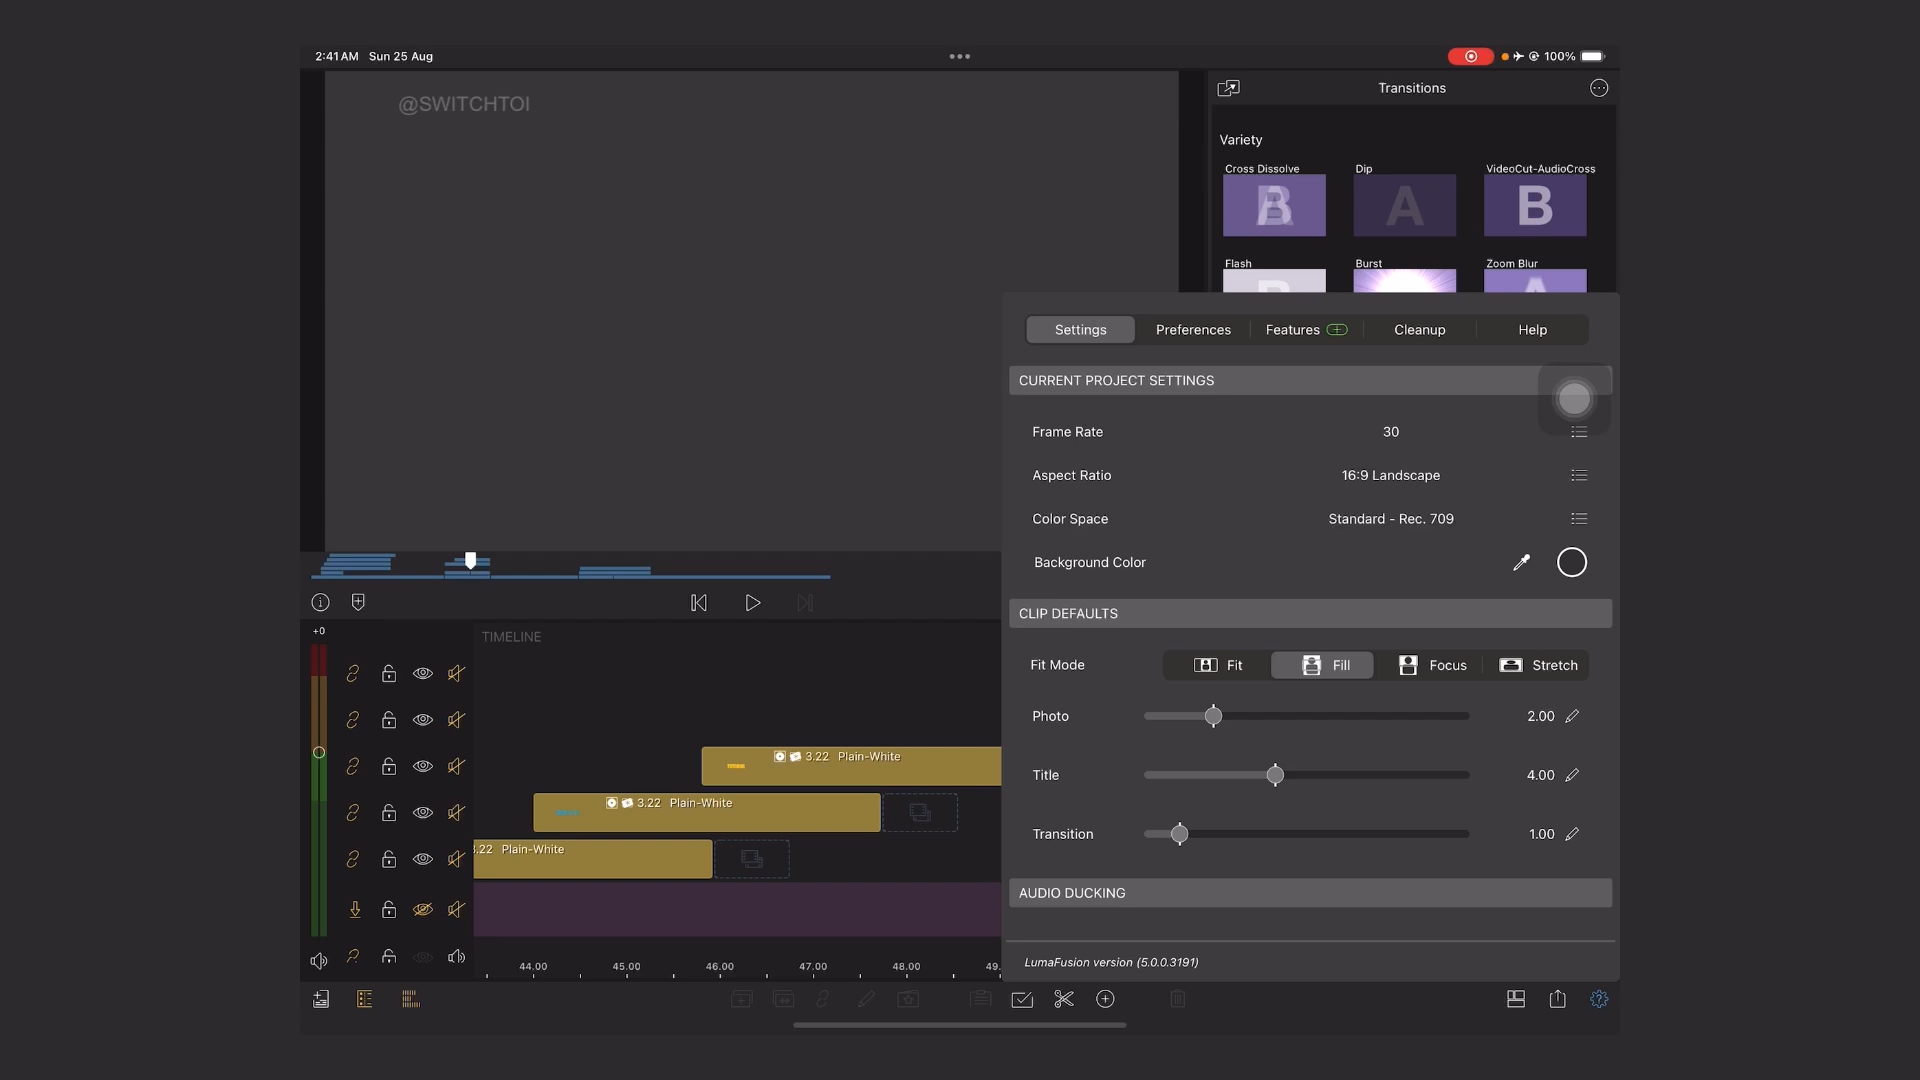 2:41 AM Sun 25 Aug
100%
@SWITCHTOI
Transitions
Variety
Cross Dissolve
Dip
VideoCut-AudioCross
B
A
B
Flash
Burst
Zoom Blur
Settings
Preferences
Features
Cleanup
Help
CURRENT PROJECT SETTINGS
Frame Rate 30
Aspect Ratio 16:9 Landscape
Color Space Standard - Rec. 709
Background Color
CLIP DEFAULTS
Fit Mode Fit Fill Focus Stretch
Photo 2.00
Title 4.00
Transition 1.00
AUDIO DUCKING
LumaFusion version (5.0.0.3191)
+0
TIMELINE
3.22 Plain-White
3.22 Plain-White
.22 Plain-White
44.00 45.00 46.00 47.00 48.00 49.